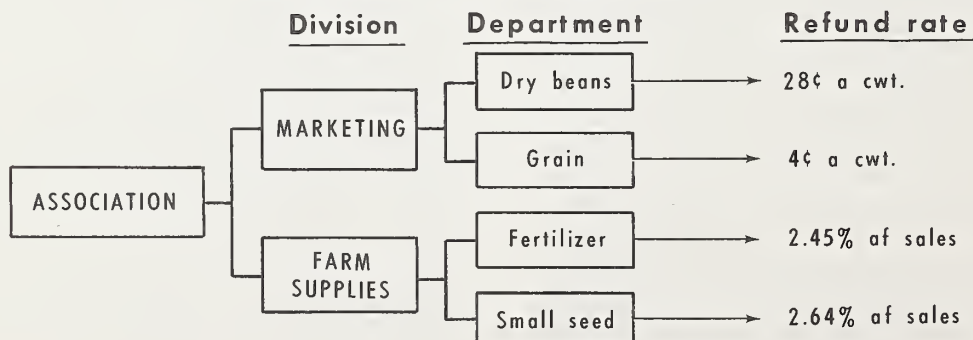 Division Department Refund rate
Dry beans 28¢ a cwt.
MARKETING
Grain 4¢ a cwt.
ASSOCIATION
Fertilizer 2.45% af sales
FARM
SUPPLIES
Small seed 2.64% af sales